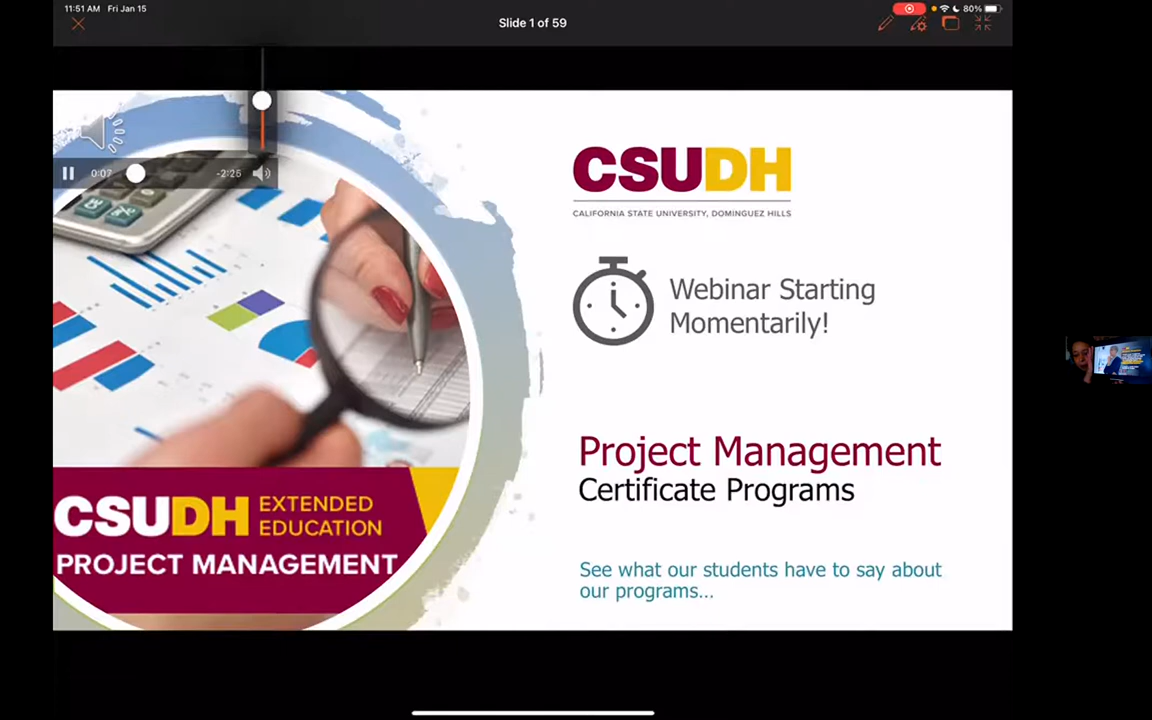 11:51 AM Fri Jan 15
80%
Slide 1 of 59
0:07
-2:25
CSUDH
CALIFORNIA STATE UNIVERSITY, DOMINGUEZ HILLS
Webinar Starting
Momentarily!
Project Management
Certificate Programs
See what our students have to say about
our programs...
CSUDH EXTENDED
EDUCATION
PROJECT MANAGEMENT